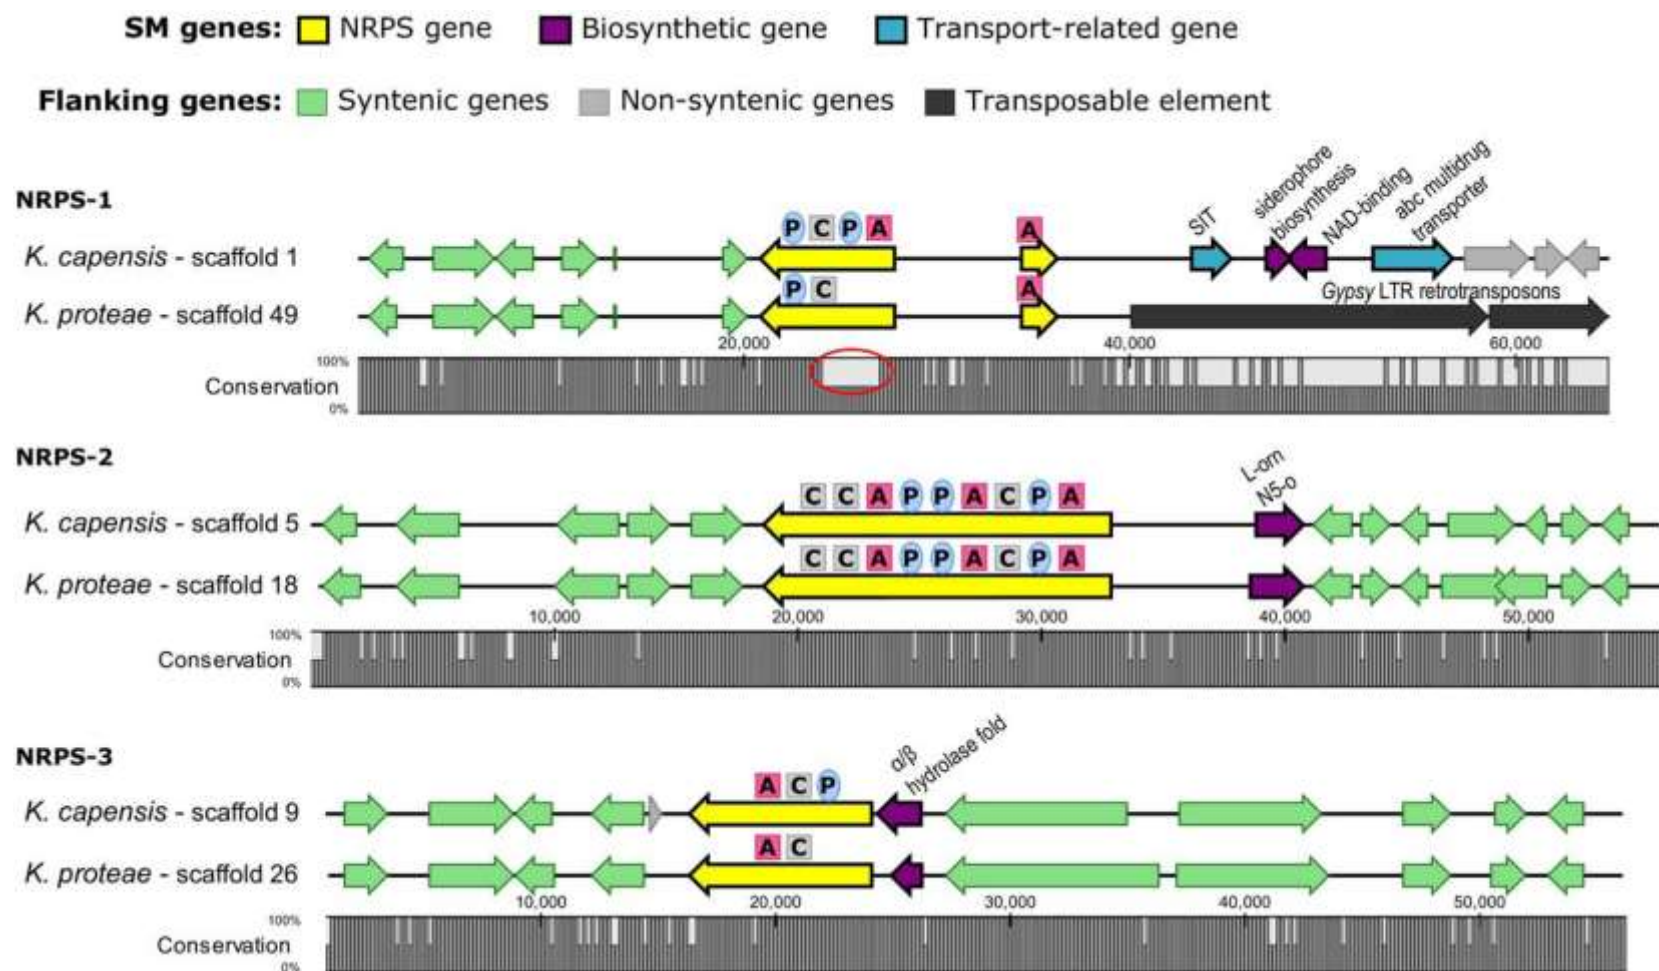 SM genes: NRPS gene Biosynthetic gene Transport-related gene
Flanking genes: Syntenic genes Non-syntenic genes Transposable element
NRPS-1
SIT
siderophore
biosynthesis
NAD-binding
abc multidrug
transporter
P C P A A
K. capensis - scaffold 1
P C A
Gypsy LTR retrotransposons
K. proteae - scaffold 49
20,000 40,000 60,000
100%
Conservation
0%
NRPS-2
L-orn
N5-o
C C A P P A C P A
K. capensis - scaffold 5
C C A P P A C P A
K. proteae - scaffold 18
10,000 20,000 30,000 40,000 50,000
100%
Conservation
0%
NRPS-3
α/β
hydrolase fold
A C P
K. capensis - scaffold 9
A C
K. proteae - scaffold 26
10,000 20,000 30,000 40,000 50,000
100%
Conservation
0%